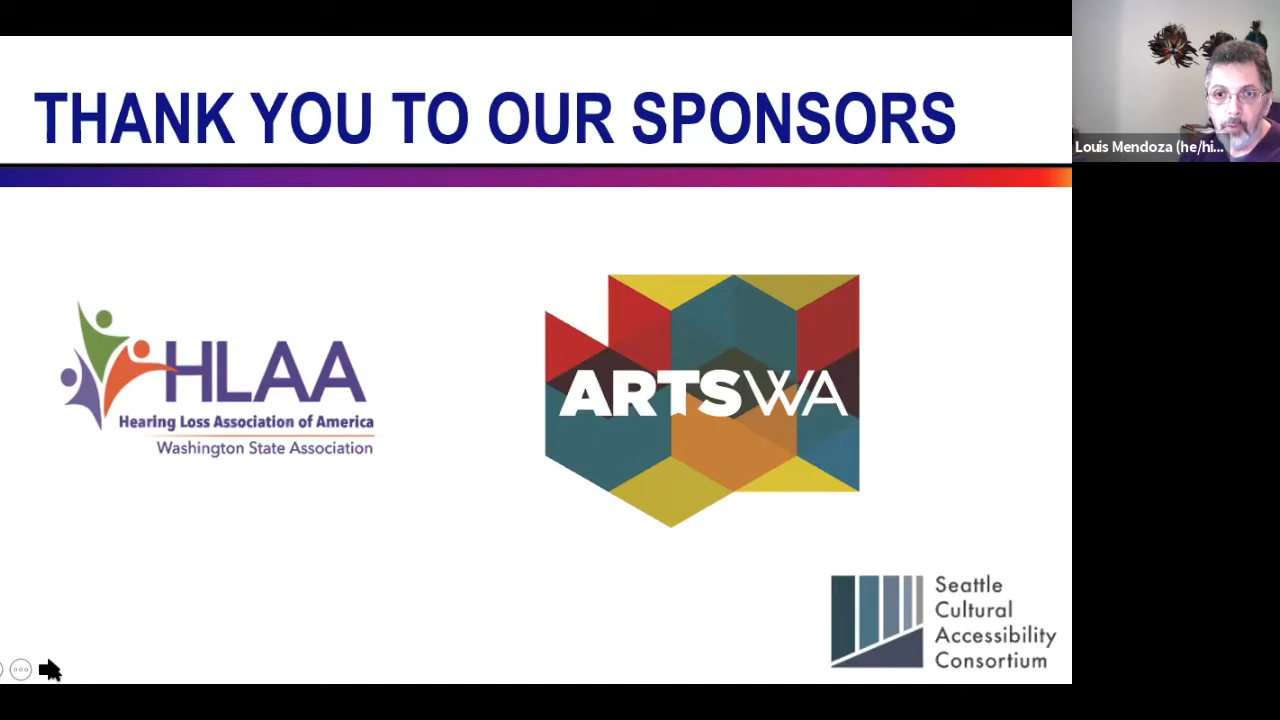 THANK YOU TO OUR SPONSORS
Louis Mendoza (he/hi...
HLAA
Hearing Loss Association of America
Washington State Association
ARTSWA
Seattle
Cultural
Accessibility
Consortium